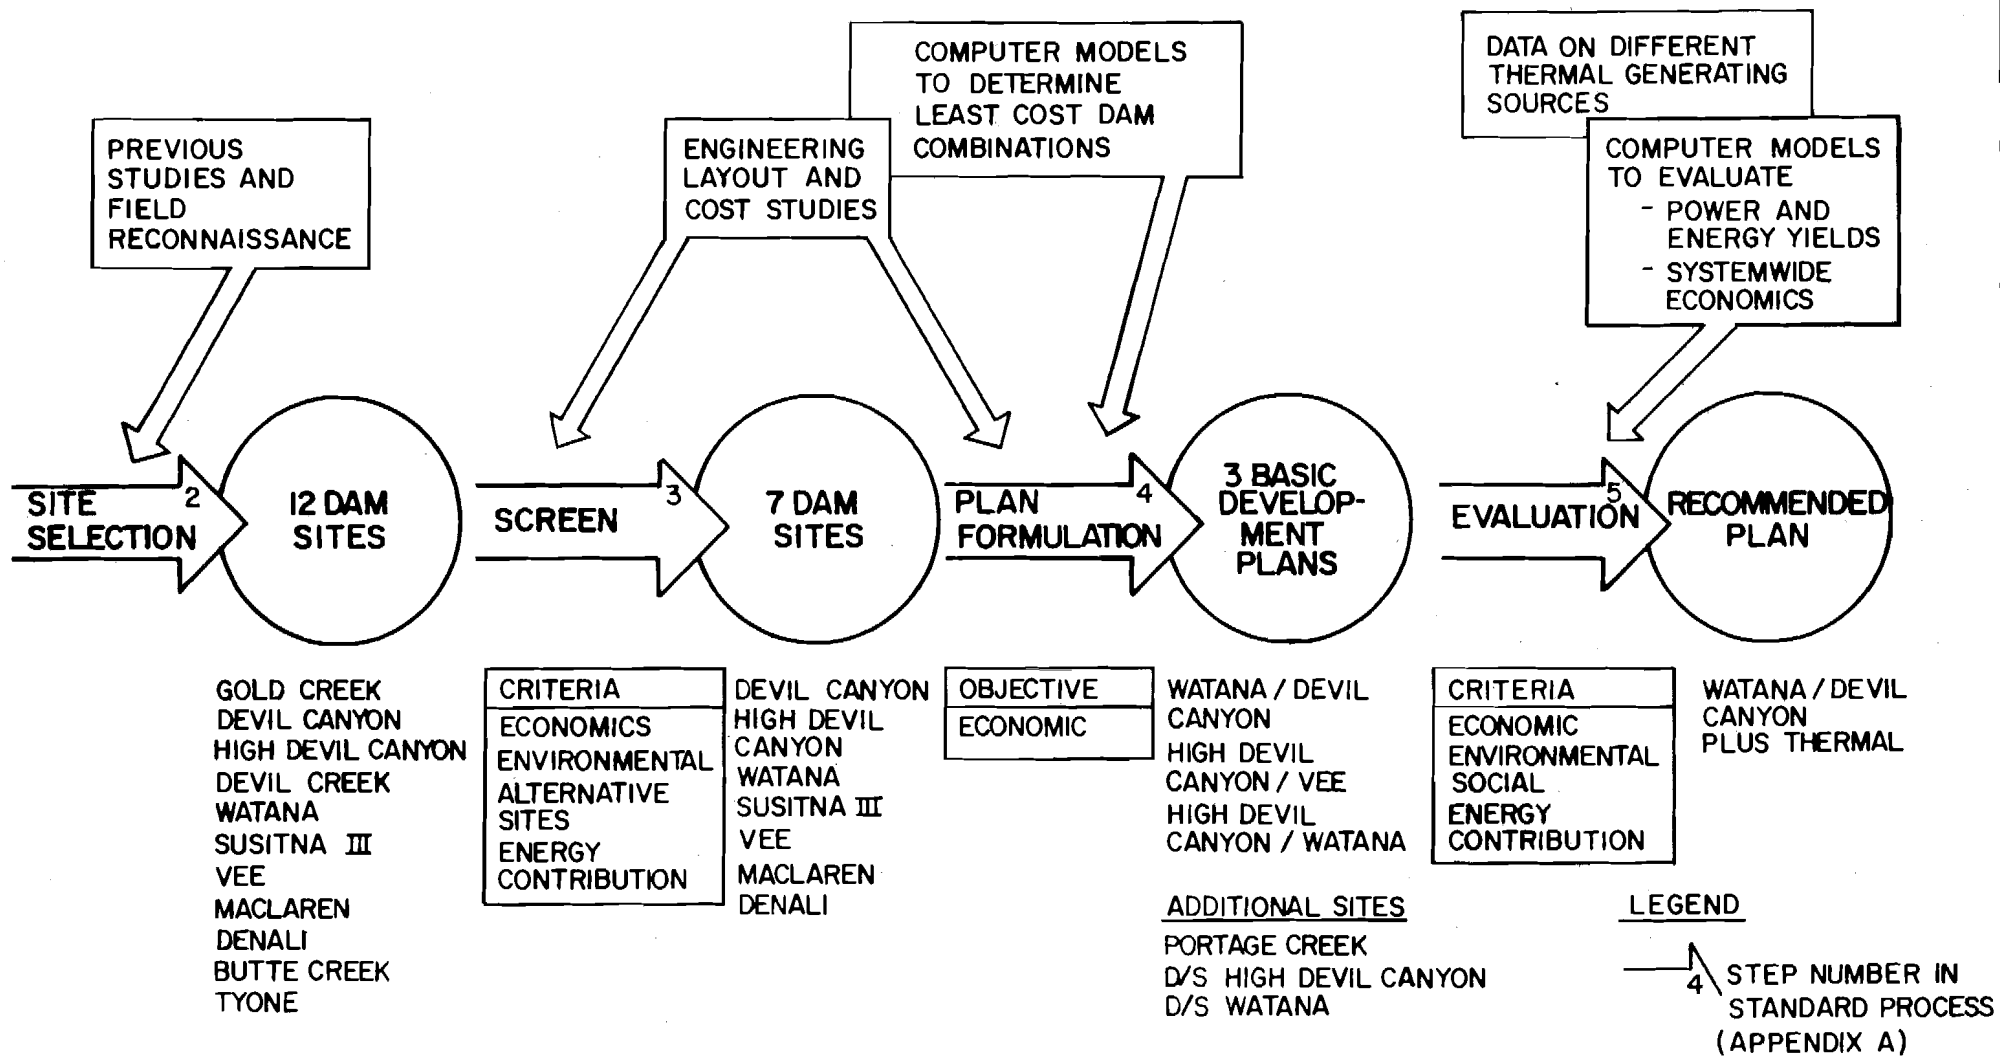 PREVIOUS
STUDIES AND
FIELD
RECONNAISSANCE
ENGINEERING
LAYOUT AND
COST STUDIES
COMPUTER MODELS
TO DETERMINE
LEAST COST DAM
COMBINATIONS
DATA ON DIFFERENT
THERMAL GENERATING
SOURCES
COMPUTER MODELS
TO EVALUATE
- POWER AND
ENERGY YIELDS
- SYSTEMWIDE
ECONOMICS
SITE
SELECTION
2
12 DAM
SITES
SCREEN
3
7 DAM
SITES
PLAN
FORMULATION
4
3 BASIC
DEVELOP-
MENT
PLANS
EVALUATION
5
RECOMMENDED
PLAN
GOLD CREEK
DEVIL CANYON
HIGH DEVIL CANYON
DEVIL CREEK
WATANA
SUSITNA III
VEE
MACLAREN
DENALI
BUTTE CREEK
TYONE
CRITERIA
ECONOMICS
ENVIRONMENTAL
ALTERNATIVE
SITES
ENERGY
CONTRIBUTION
DEVIL CANYON
HIGH DEVIL
CANYON
WATANA
SUSITNA III
VEE
MACLAREN
DENALI
OBJECTIVE
ECONOMIC
WATANA / DEVIL
CANYON
HIGH DEVIL
CANYON / VEE
HIGH DEVIL
CANYON / WATANA
ADDITIONAL SITES
PORTAGE CREEK
D/S HIGH DEVIL CANYON
D/S WATANA
CRITERIA
ECONOMIC
ENVIRONMENTAL
SOCIAL
ENERGY
CONTRIBUTION
WATANA / DEVIL
CANYON
PLUS THERMAL
LEGEND
4
STEP NUMBER IN
STANDARD PROCESS
(APPENDIX A)